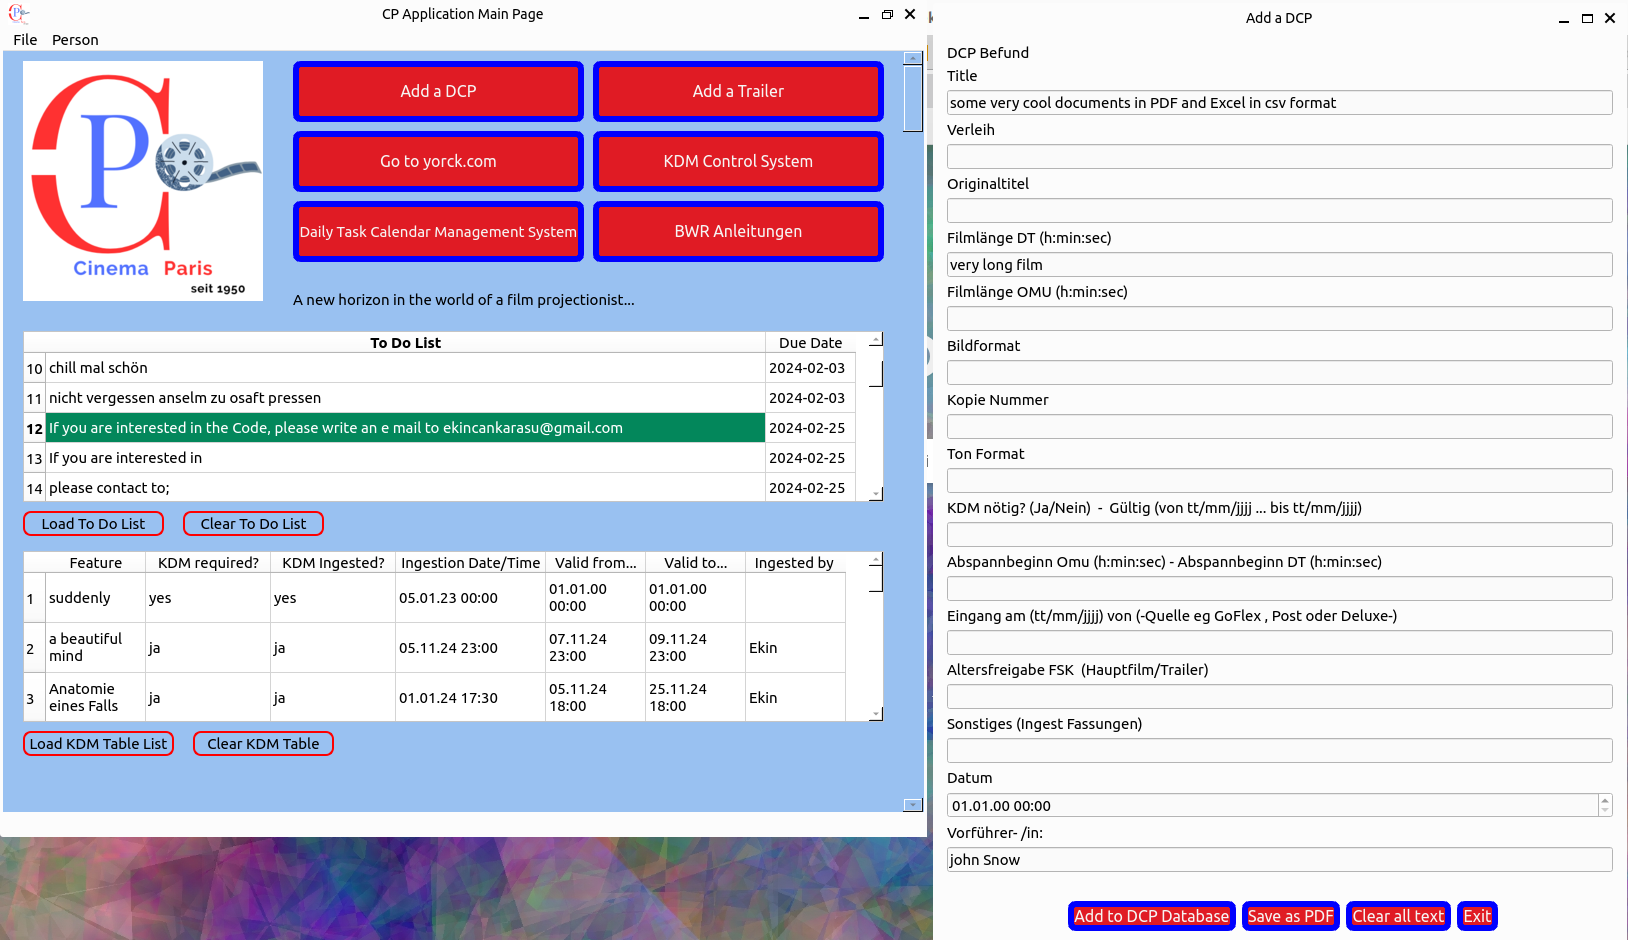 CP Application Main Page
File Person
CP
Cinema Paris
seit 1950
Add a DCP
Add a Trailer
Go to yorck.com
KDM Control System
Daily Task Calendar Management System
BWR Anleitungen
A new horizon in the world of a film projectionist...
To Do List Due Date
10 chill mal schön 2024-02-03
11 nicht vergessen anselm zu osaft pressen 2024-02-03
12 If you are interested in the Code, please write an e mail to ekincankarasu@gmail.com 2024-02-25
13 If you are interested in 2024-02-25
14 please contact to; 2024-02-25
Load To Do List Clear To Do List
Feature KDM required? KDM Ingested? Ingestion Date/Time Valid from... Valid to... Ingested by
1 suddenly yes yes 05.01.23 00:00 01.01.00 00:00 01.01.00 00:00
2 a beautiful mind ja ja 05.11.24 23:00 07.11.24 23:00 09.11.24 23:00 Ekin
3 Anatomie eines Falls ja ja 01.01.24 17:30 05.11.24 18:00 25.11.24 18:00 Ekin
Load KDM Table List Clear KDM Table
Add a DCP
DCP Befund
Title
some very cool documents in PDF and Excel in csv format
Verleih
Originaltitel
Filmlänge DT (h:min:sec)
very long film
Filmlänge OMU (h:min:sec)
Bildformat
Kopie Nummer
Ton Format
KDM nötig? (Ja/Nein) - Gültig (von tt/mm/jjjj ... bis tt/mm/jjjj)
Abspannbeginn Omu (h:min:sec) - Abspannbeginn DT (h:min:sec)
Eingang am (tt/mm/jjjj) von (-Quelle eg GoFlex , Post oder Deluxe-)
Altersfreigabe FSK (Hauptfilm/Trailer)
Sonstiges (Ingest Fassungen)
Datum
01.01.00 00:00
Vorführer- /in:
john Snow
Add to DCP Database Save as PDF Clear all text Exit